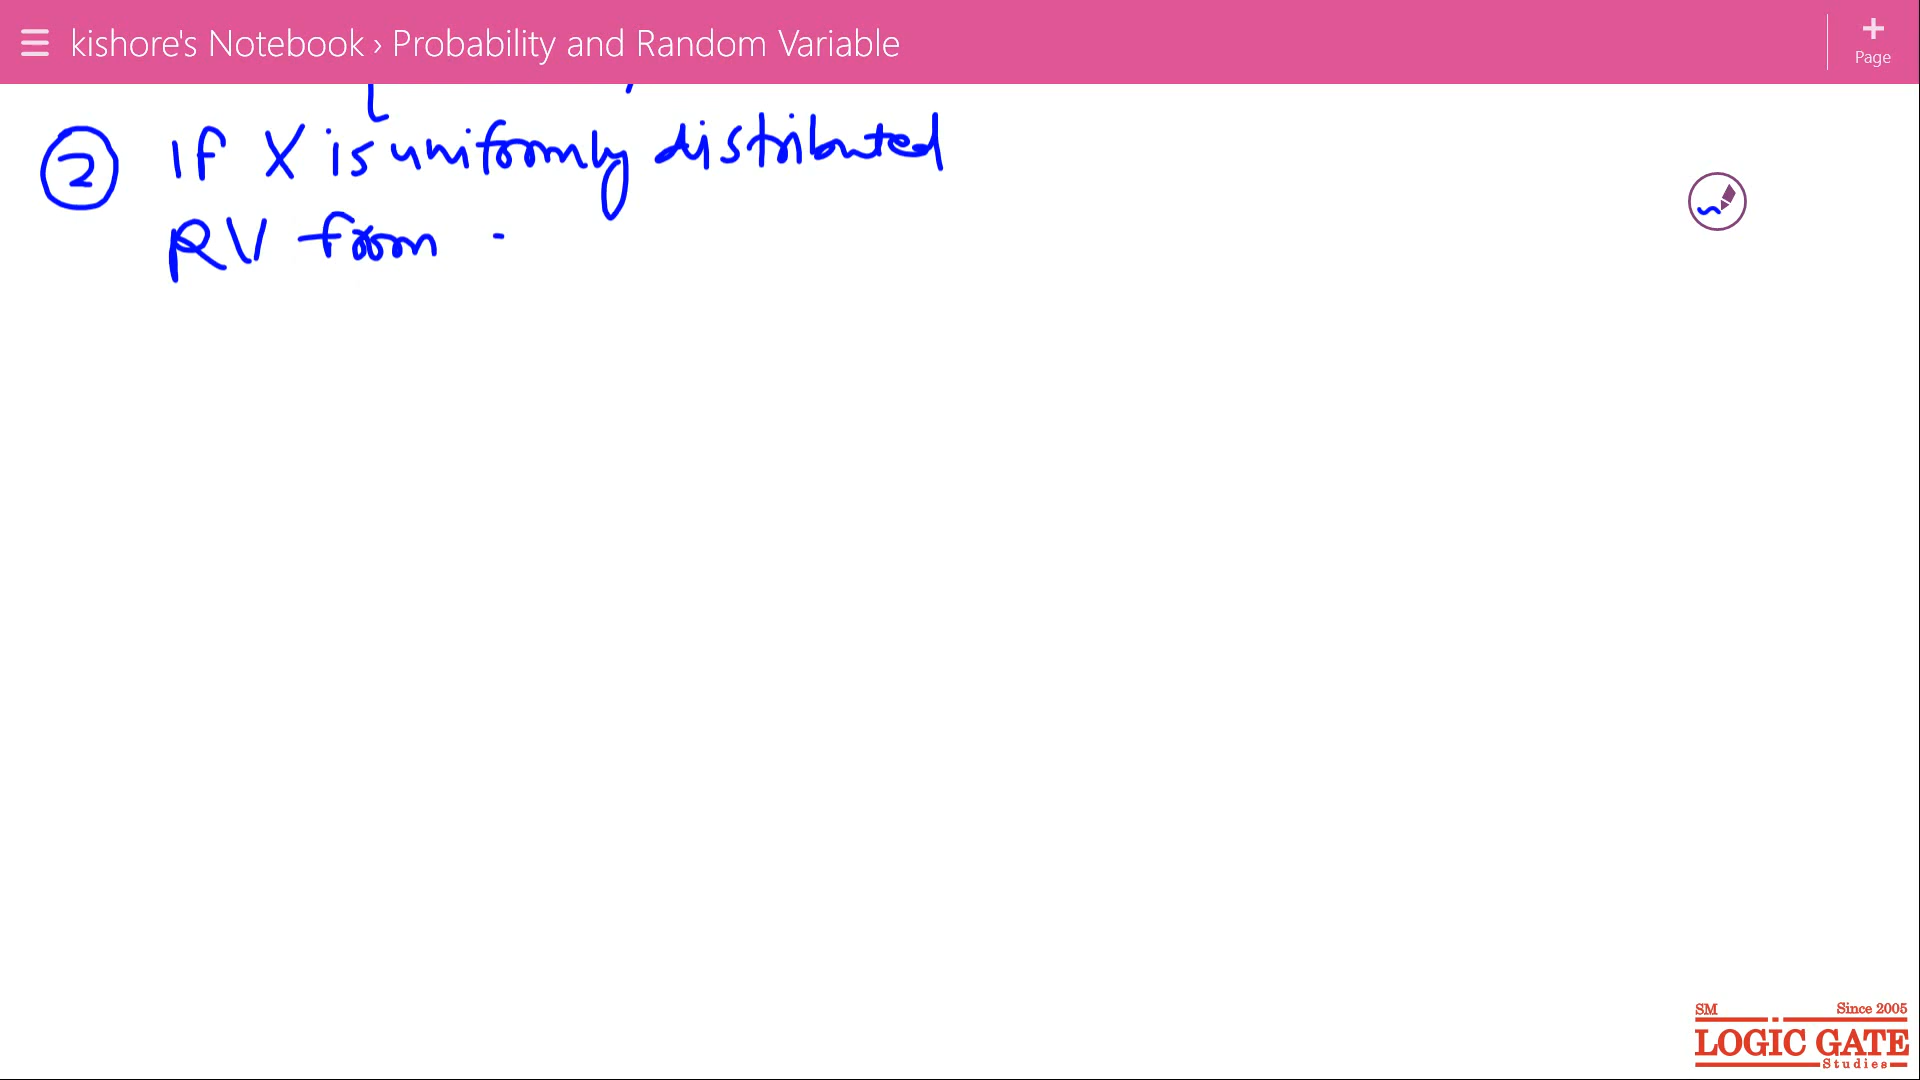 kishore's Notebook › Probability and Random Variable
+
Page
② If X is uniformly distributed
RV from -
SM Since 2005
LOGIC GATE
Studies